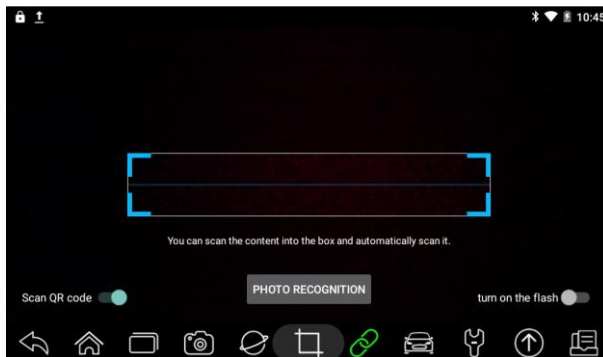 10:45
You can scan the content into the box and automatically scan it.
PHOTO RECOGNITION
Scan QR code
turn on the flash